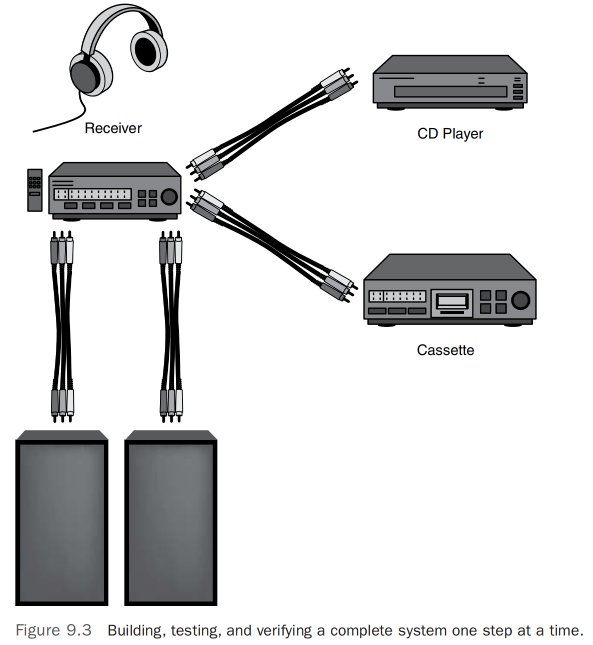 Receiver
CD Player
Cassette
Figure 9.3 Building, testing, and verifying a complete system one step at a time.